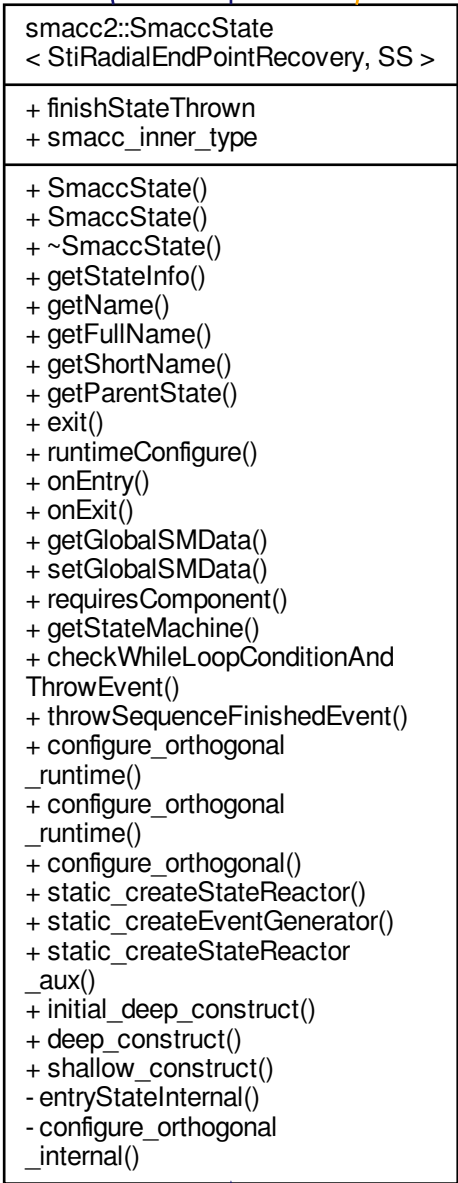 smacc2::SmaccState
< StiRadialEndPointRecovery, SS >
+ finishStateThrown
+ smacc_inner_type
+ SmaccState()
+ SmaccState()
+ ~SmaccState()
+ getStateInfo()
+ getName()
+ getFullName()
+ getShortName()
+ getParentState()
+ exit()
+ runtimeConfigure()
+ onEntry()
+ onExit()
+ getGlobalSMData()
+ setGlobalSMData()
+ requiresComponent()
+ getStateMachine()
+ checkWhileLoopConditionAnd
ThrowEvent()
+ throwSequenceFinishedEvent()
+ configure_orthogonal
_runtime()
+ configure_orthogonal
_runtime()
+ configure_orthogonal()
+ static_createStateReactor()
+ static_createEventGenerator()
+ static_createStateReactor
_aux()
+ initial_deep_construct()
+ deep_construct()
+ shallow_construct()
- entryStateInternal()
- configure_orthogonal
_internal()